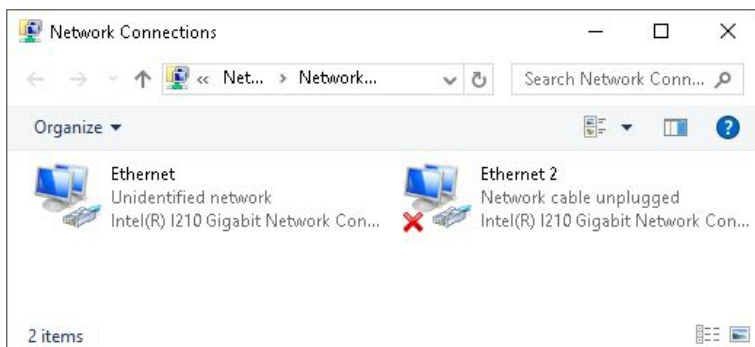 Network Connections
« Net... > Network...
Search Network Conn...
Organize
Ethernet
Unidentified network
Intel(R) I210 Gigabit Network Con...
Ethernet 2
Network cable unplugged
Intel(R) I210 Gigabit Network Con...
2 items